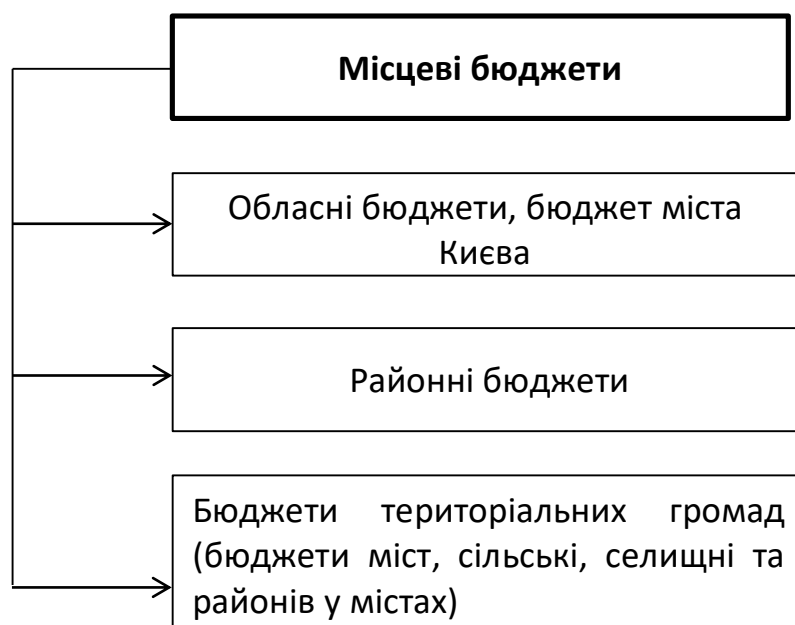 Місцеві бюджети
Обласні бюджети, бюджет міста
Києва
Районні бюджети
Бюджети територіальних громад
(бюджети міст, сільські, селищні та
районів у містах)